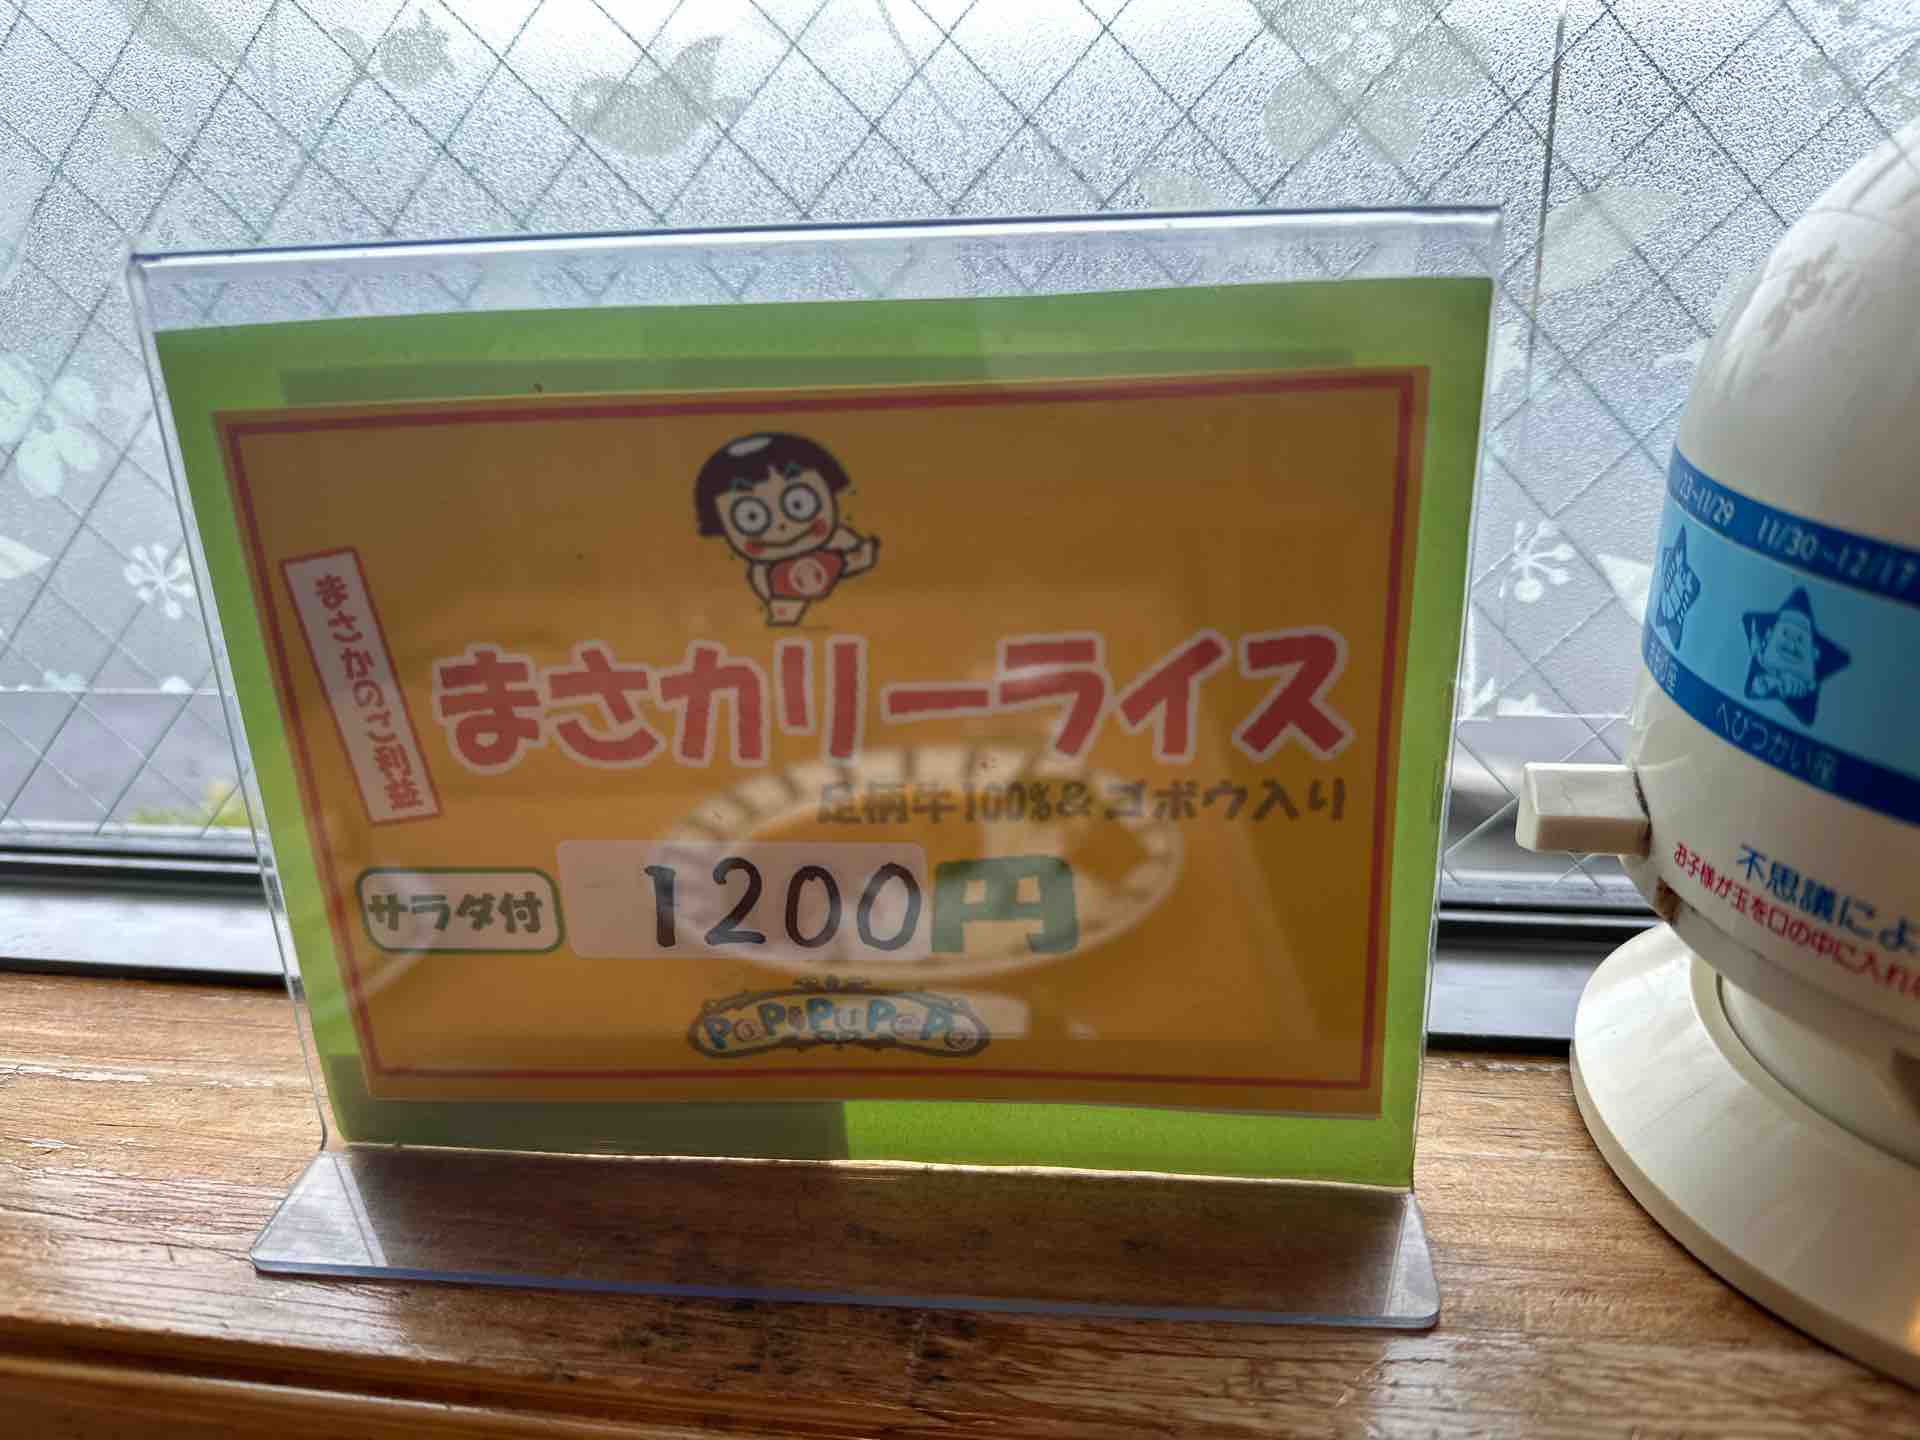 まさかのご利益
まさカリーライス
足柄牛100%&ゴボウ入り
サラダ付
1200円
PaPiPuPePo
23~11/29
11/30~12/17
へびつかい座
不思議によ
お子様が玉を口の中に入れ